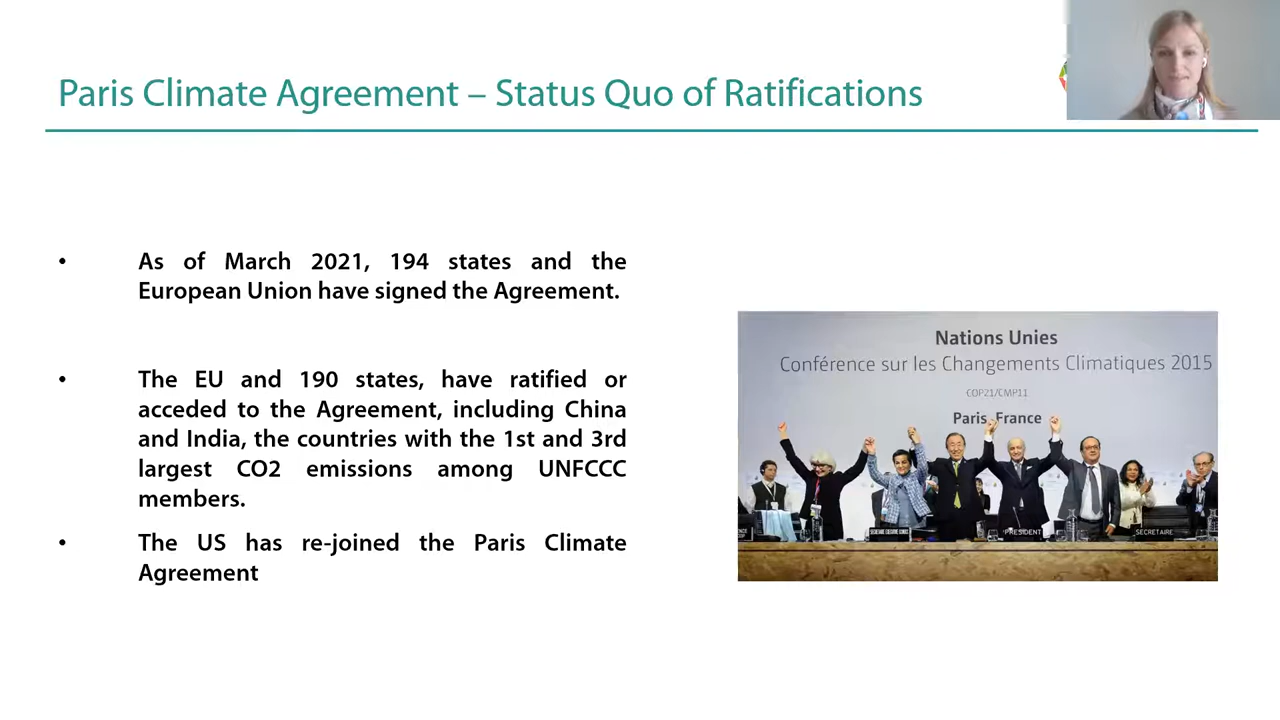 Paris Climate Agreement – Status Quo of Ratifications
• As of March 2021, 194 states and the
European Union have signed the Agreement.
• The EU and 190 states, have ratified or
acceded to the Agreement, including China
and India, the countries with the 1st and 3rd
largest CO2 emissions among UNFCCC
members.
• The US has re-joined the Paris Climate
Agreement
Nations Unies
Conférence sur les Changements Climatiques 2015
COP21/CMP11
Paris, France
PRESIDENT
SECRETAIRE